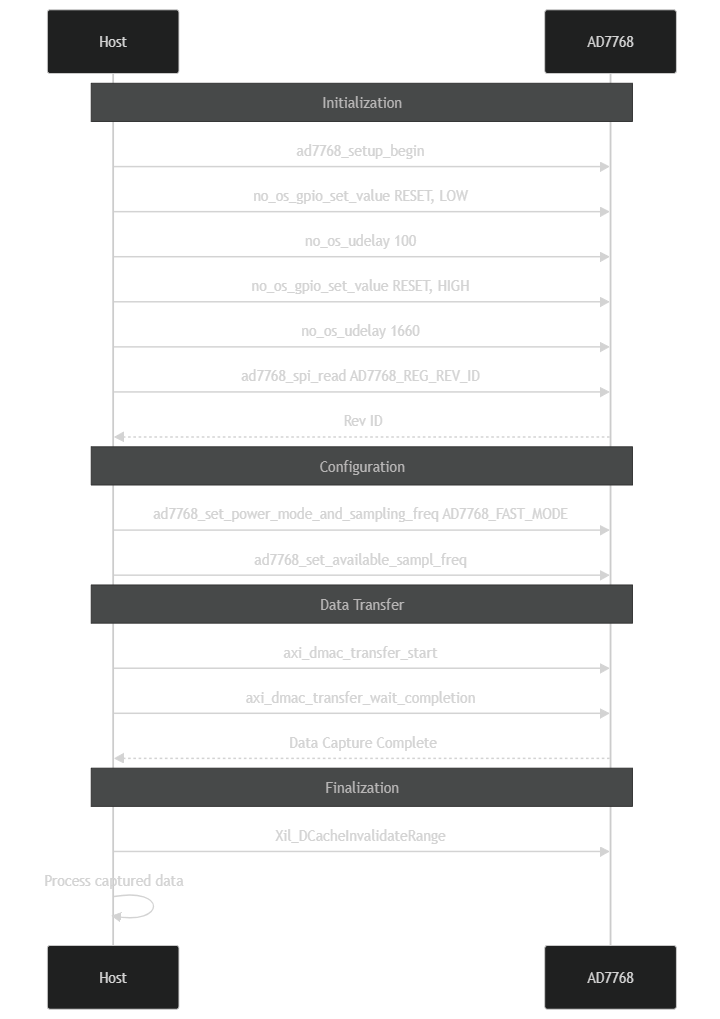 Host
AD7768
Initialization
ad7768_setup_begin
no_os_gpio_set_value RESET, LOW
no_os_udelay 100
no_os_gpio_set_value RESET, HIGH
no_os_udelay 1660
ad7768_spi_read AD7768_REG_REV_ID
Rev ID
Configuration
ad7768_set_power_mode_and_sampling_freq AD7768_FAST_MODE
ad7768_set_available_sampl_freq
Data Transfer
axi_dmac_transfer_start
axi_dmac_transfer_wait_completion
Data Capture Complete
Finalization
Xil_DCacheInvalidateRange
Process captured data
Host
AD7768